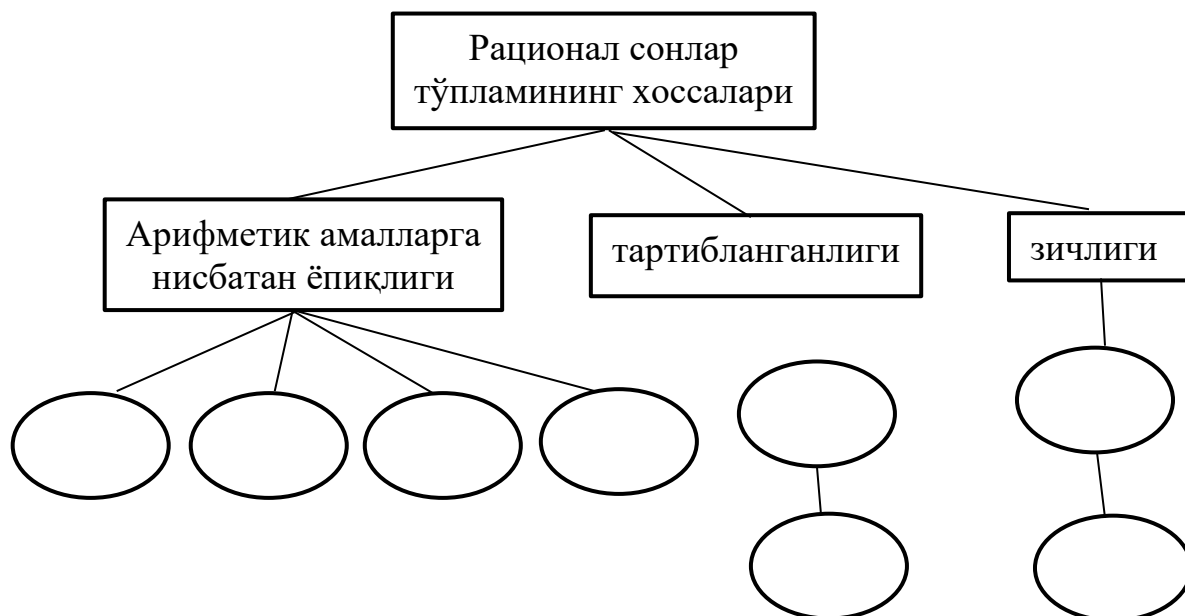 Рационал сонлар
тўпламининг хоссалари
Арифметик амалларга
нисбатан ёпиқлиги
тартибланганлиги
зичлиги